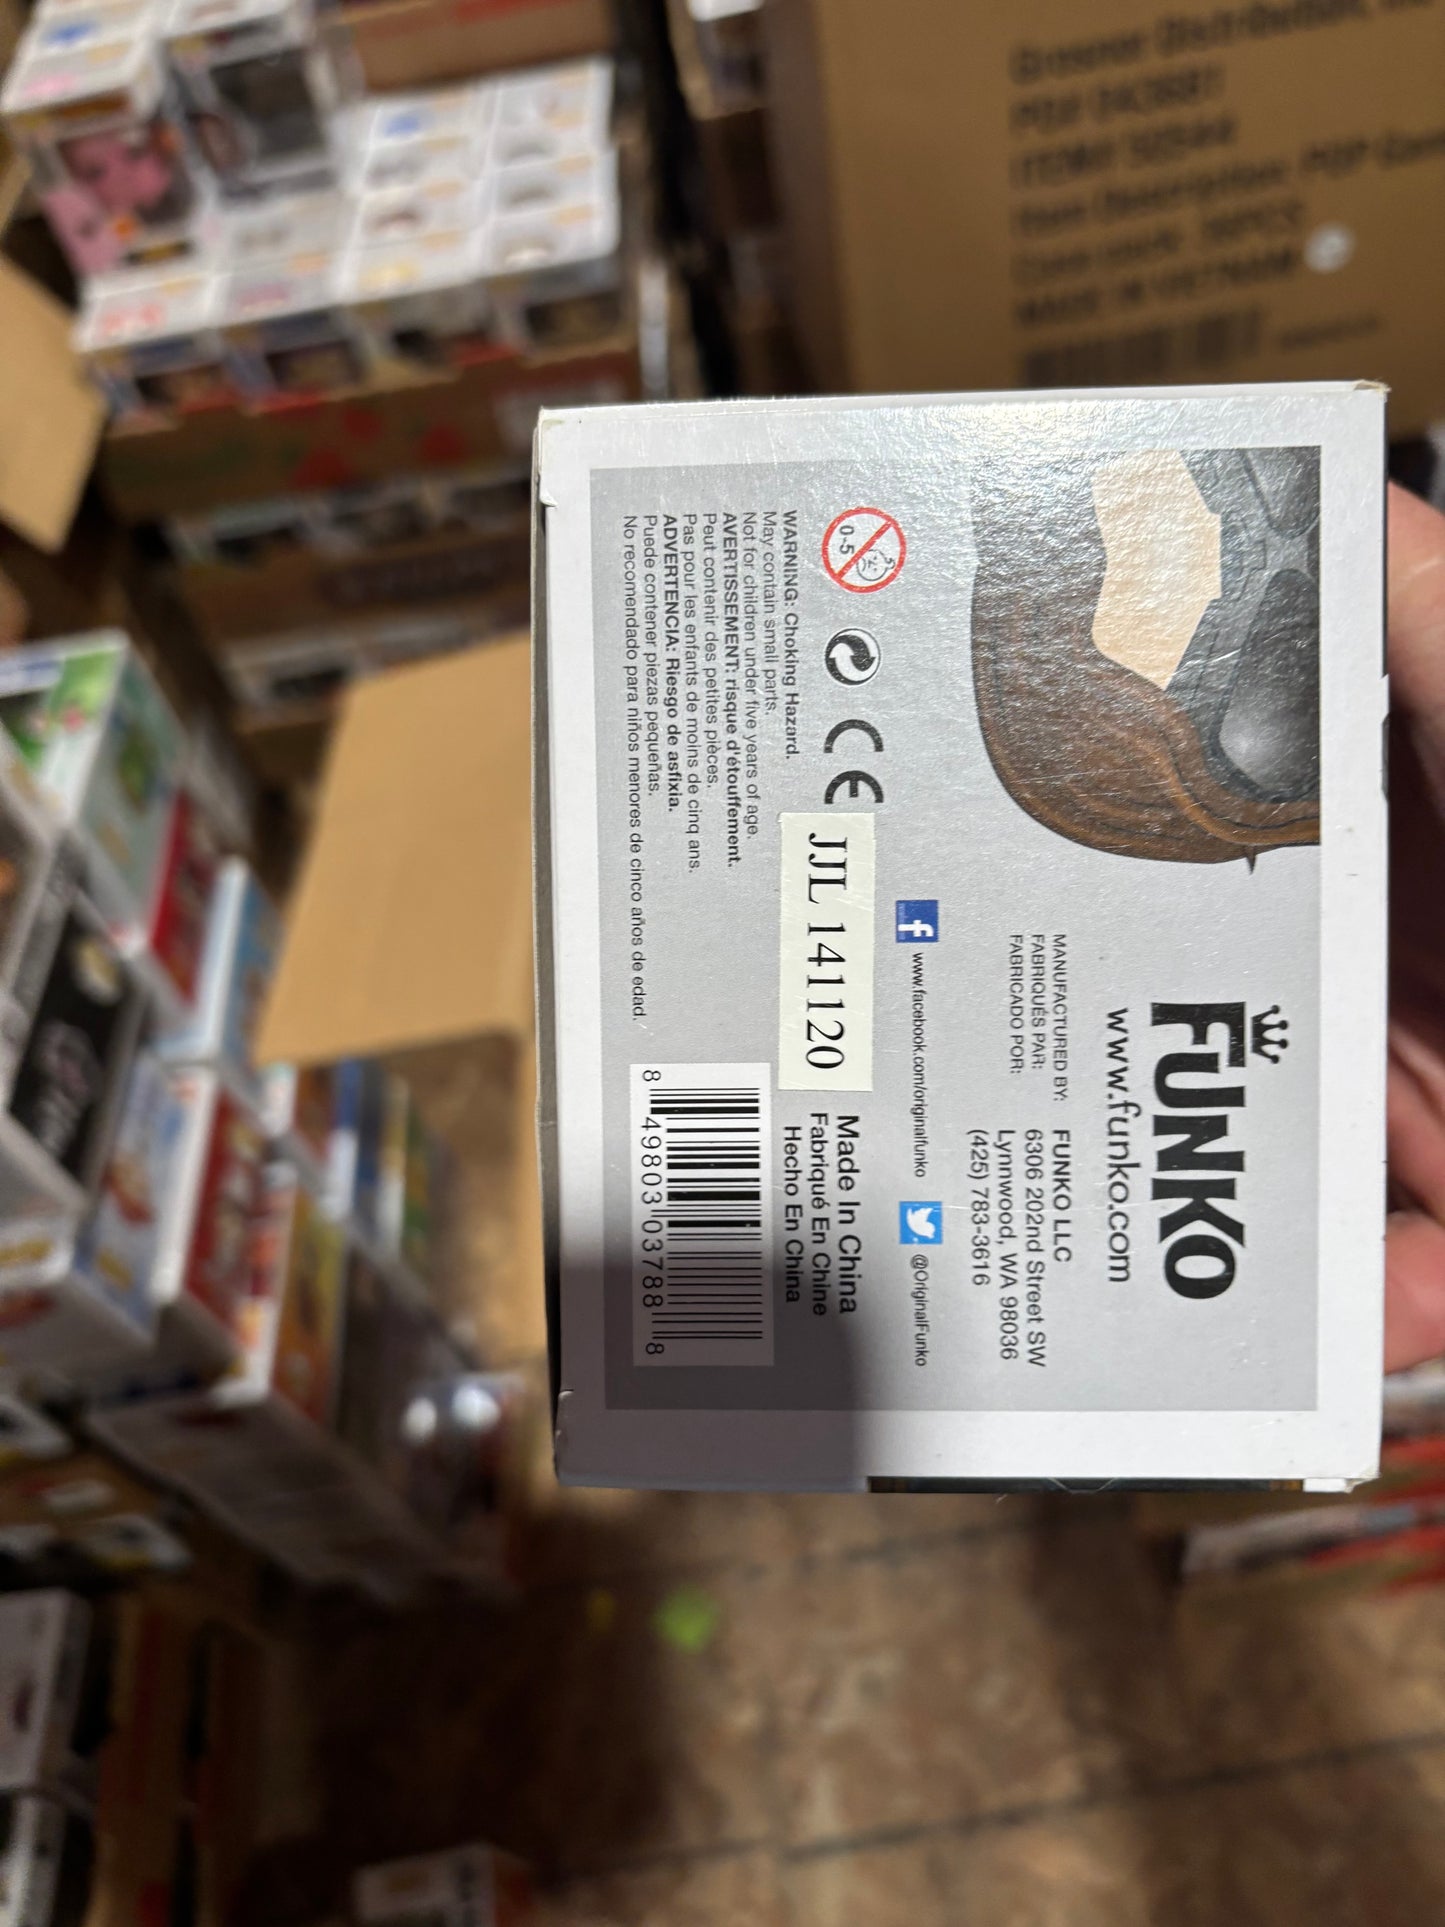 FUNKO
www.funko.com
MANUFACTURED BY:
FABRIQUÉS PAR:
FABRICADO POR:
FUNKO LLC
6306 202nd Street SW
Lynnwood, WA 98036
(425) 783-3616
f www.facebook.com/originalfunko
@OriginalFunko
0-5
CE
JJL 141120
WARNING: Choking Hazard.
May contain small parts.
Not for children under five years of age.
AVERTISSEMENT: risque d'étouffement.
Peut contenir des petites pièces.
Pas pour les enfants de moins de cinq ans.
ADVERTENCIA: Riesgo de asfixia.
Puede contener piezas pequeñas.
No recomendado para niños menores de cinco años de edad.
Made In China
Fabriqué En Chine
Hecho En China
8 49803 03788 8
MADE IN VIETNAM